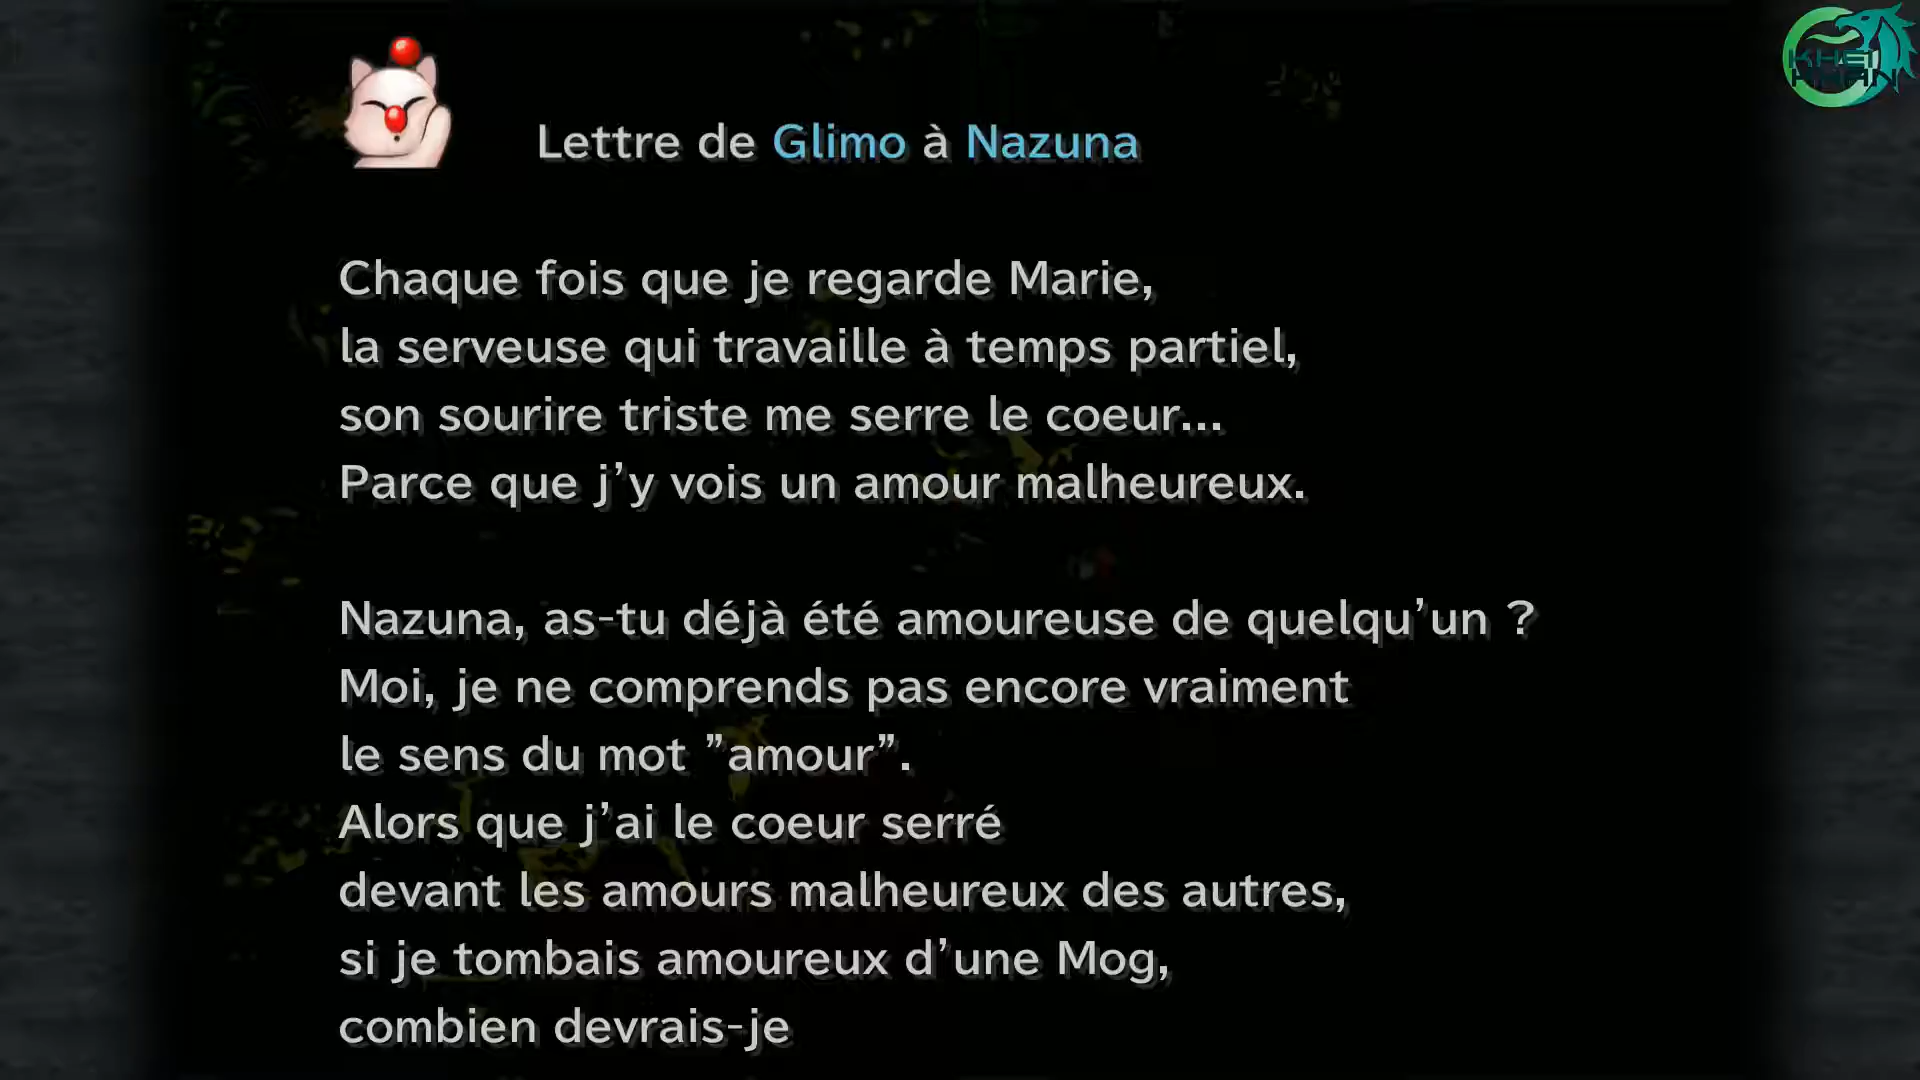 KHEI
KHAN
Lettre de Glimo à Nazuna
Chaque fois que je regarde Marie,
la serveuse qui travaille à temps partiel,
son sourire triste me serre le coeur...
Parce que j’y vois un amour malheureux.
Nazuna, as-tu déjà été amoureuse de quelqu’un ?
Moi, je ne comprends pas encore vraiment
le sens du mot ”amour”.
Alors que j’ai le coeur serré
devant les amours malheureux des autres,
si je tombais amoureux d’une Mog,
combien devrais-je